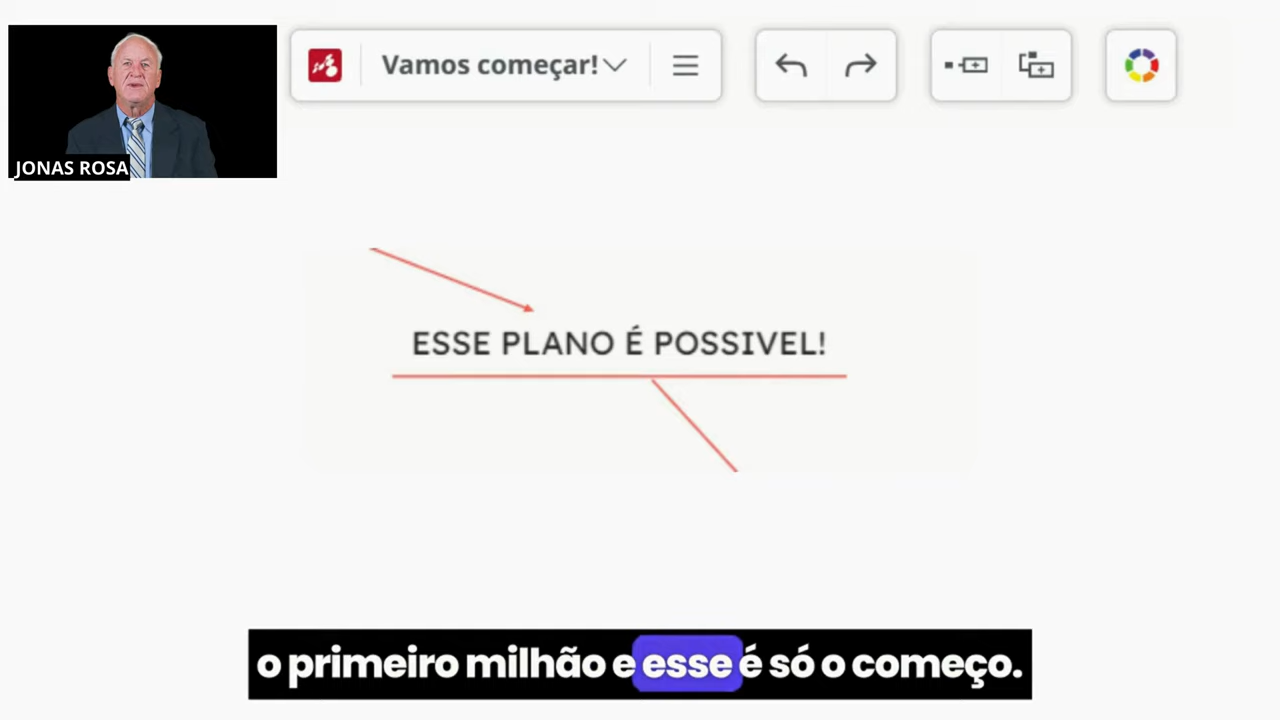 Vamos começar!
JONAS ROSA
ESSE PLANO É POSSIVEL!
o primeiro milhão e esse é só o começo.